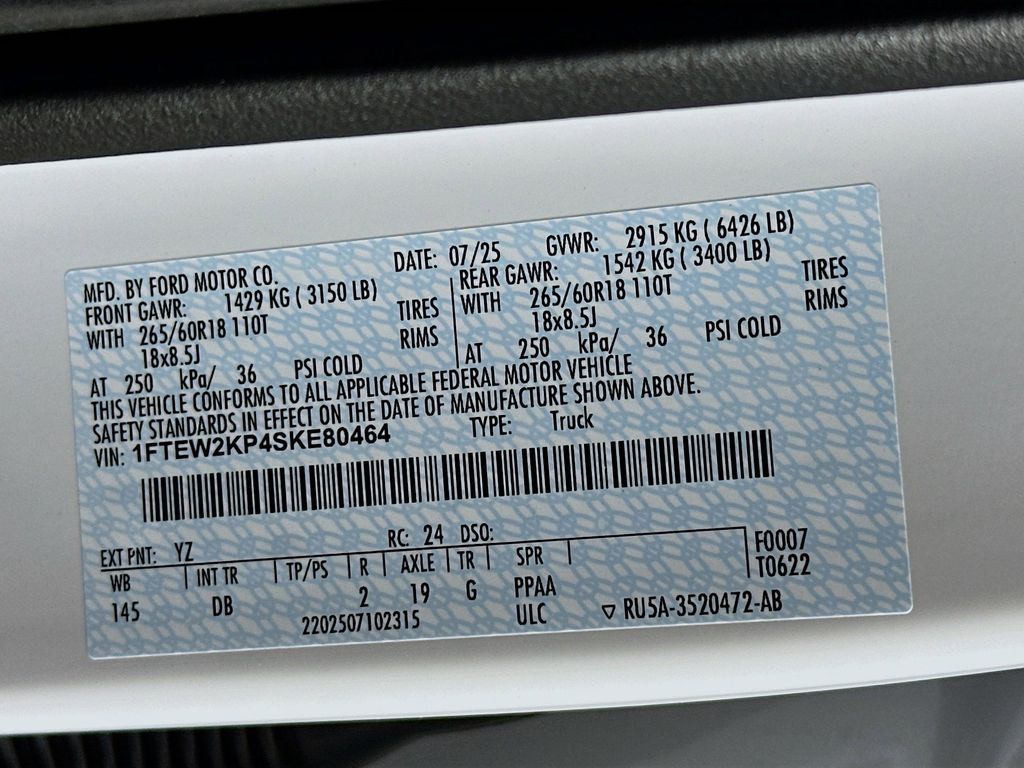 MFD. BY FORD MOTOR CO. DATE: 07/25 GVWR: 2915 KG ( 6426 LB)
FRONT GAWR: 1429 KG ( 3150 LB) REAR GAWR: 1542 KG ( 3400 LB)
WITH 265/60R18 110T TIRES WITH 265/60R18 110T TIRES
18x8.5J RIMS 18x8.5J RIMS
AT 250 kPa/ 36 PSI COLD AT 250 kPa/ 36 PSI COLD
THIS VEHICLE CONFORMS TO ALL APPLICABLE FEDERAL MOTOR VEHICLE
SAFETY STANDARDS IN EFFECT ON THE DATE OF MANUFACTURE SHOWN ABOVE.
VIN: 1FTEW2KP4SKE80464 TYPE: Truck
EXT PNT: YZ RC: 24 DSO:
WB INT TR TP/PS R AXLE TR SPR F0007
145 DB 2 19 G PPAA T0622
2202507102315 ULC ▽ RU5A-3520472-AB